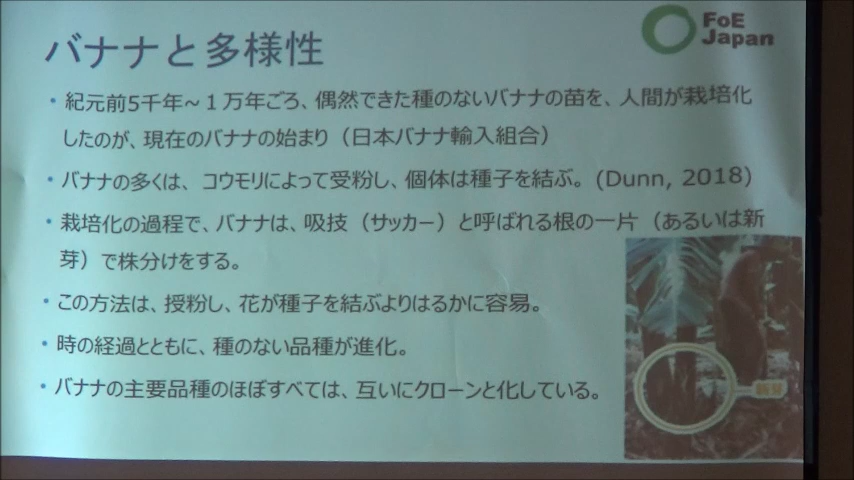 FoE
Japan
バナナと多様性
• 紀元前5千年~1万年ごろ、偶然できた種のないバナナの苗を、人間が栽培化
したのが、現在のバナナの始まり（日本バナナ輸入組合）
• バナナの多くは、コウモリによって受粉し、個体は種子を結ぶ。(Dunn, 2018)
• 栽培化の過程で、バナナは、吸技（サッカー）と呼ばれる根の一片（あるいは新
芽）で株分けをする。
• この方法は、授粉し、花が種子を結ぶよりはるかに容易。
• 時の経過とともに、種のない品種が進化。
• バナナの主要品種のほぼすべては、互いにクローンと化している。